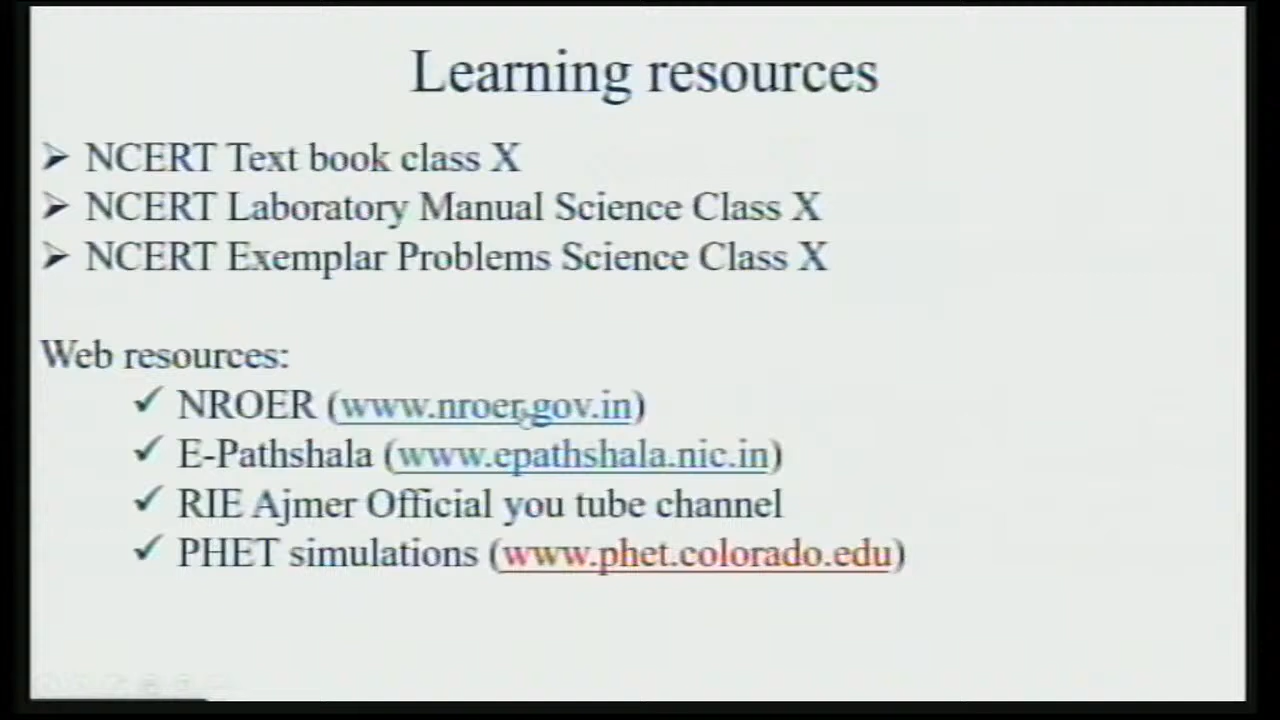 Learning resources
➢ NCERT Text book class X
➢ NCERT Laboratory Manual Science Class X
➢ NCERT Exemplar Problems Science Class X
Web resources:
✓ NROER (www.nroer.gov.in)
✓ E-Pathshala (www.epathshala.nic.in)
✓ RIE Ajmer Official you tube channel
✓ PHET simulations (www.phet.colorado.edu)